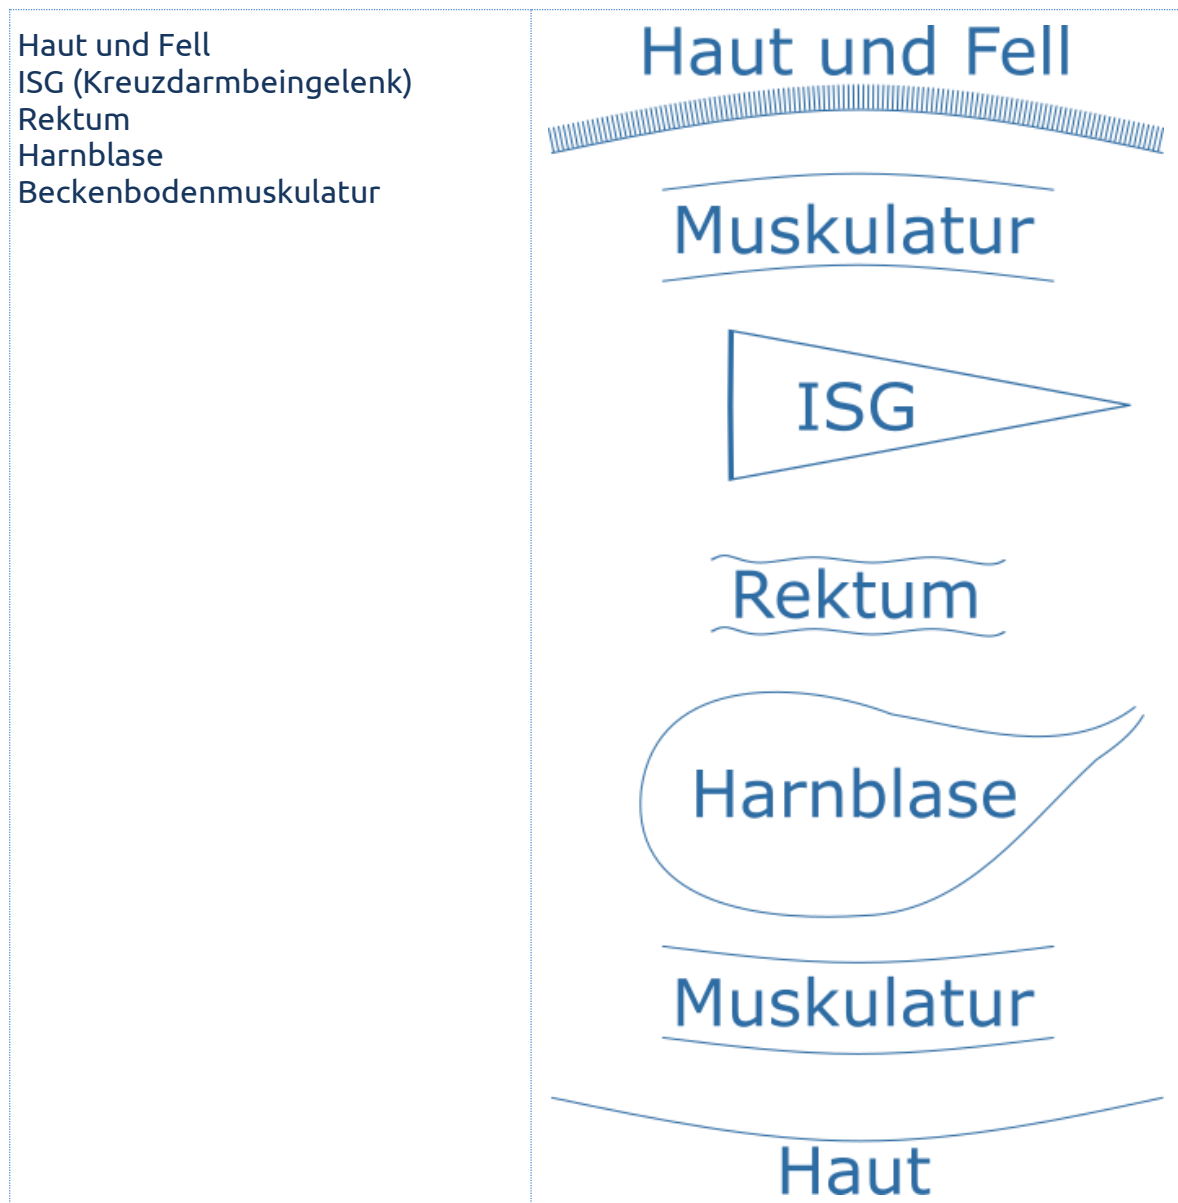 Haut und Fell
ISG (Kreuzdarmbeingelenk)
Rektum
Harnblase
Beckenbodenmuskulatur
Haut und Fell
Muskulatur
ISG
Rektum
Harnblase
Muskulatur
Haut